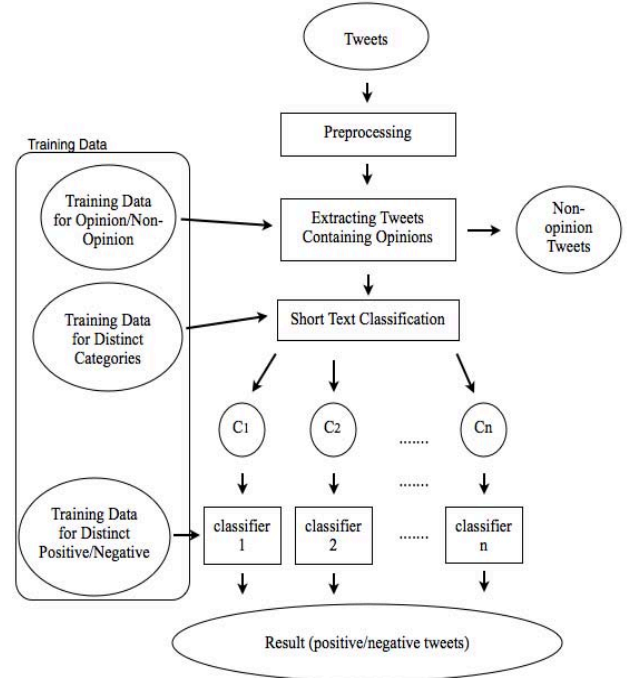 Tweets
Preprocessing
Training Data
Training Data
for Opinion/Non-
Opinion
Extracting Tweets
Containing Opinions
Non-
opinion
Tweets
Training Data
for Distinct
Categories
Short Text Classification
C1
C2
.......
Cn
.......
Training Data
for Distinct
Positive/Negative
classifier
1
classifier
2
.......
classifier
n
Result (positive/negative tweets)